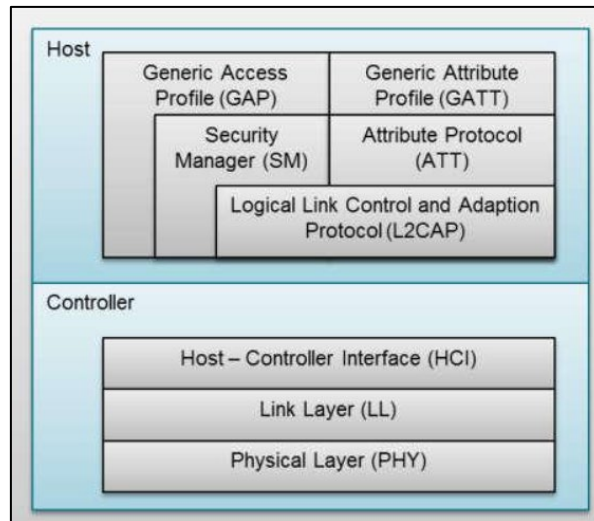 Host
Generic Access
Profile (GAP)
Generic Attribute
Profile (GATT)
Security
Manager (SM)
Attribute Protocol
(ATT)
Logical Link Control and Adaption
Protocol (L2CAP)
Controller
Host – Controller Interface (HCI)
Link Layer (LL)
Physical Layer (PHY)